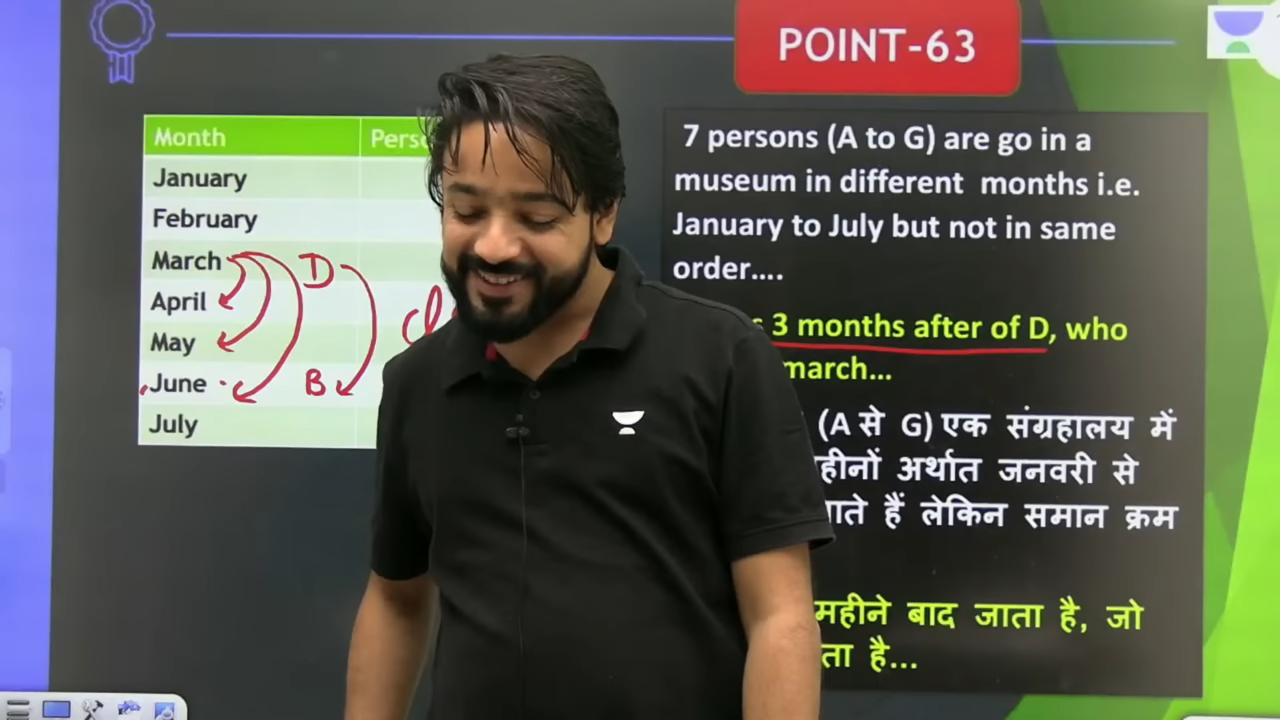 POINT-63
Month
January
February
March D
April
May
June B
July
7 persons (A to G) are go in a
museum in different months i.e.
January to July but not in same
order....
3 months after of D, who
march...
(A से G) एक संग्रहालय में
अर्थात जनवरी से
हैं लेकिन समान क्रम
महीने बाद जाता है, जो
है...